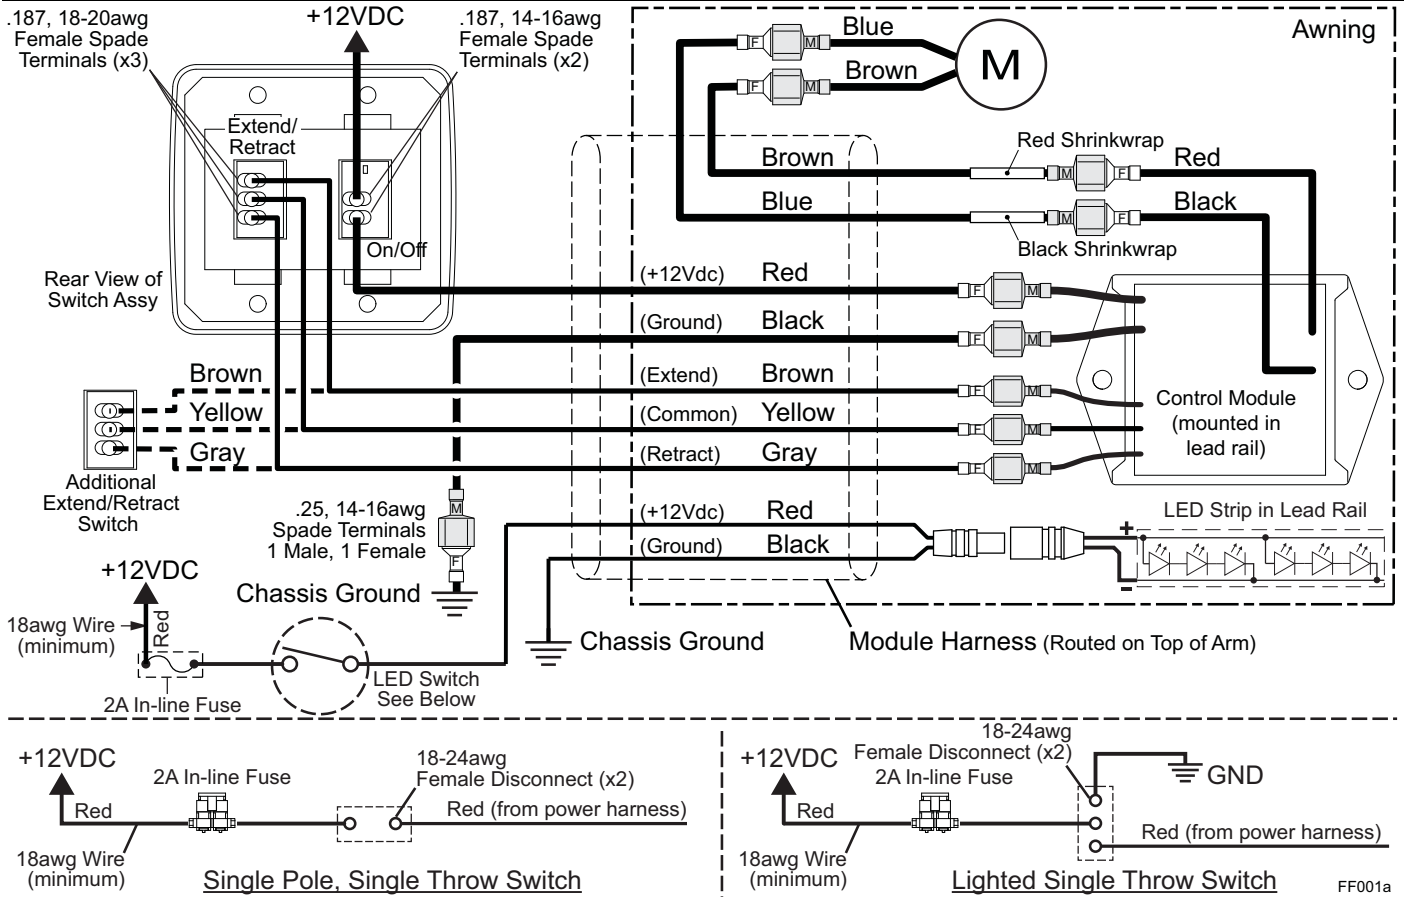 .187, 18-20awg
Female Spade
Terminals (x3)
+12VDC
.187, 14-16awg
Female Spade
Terminals (x2)
Awning
Blue
F
M
M
Brown
F
M
Extend/
Retract
On/Off
Rear View of
Switch Assy
Brown
Red Shrinkwrap
M
F
Red
Blue
Black Shrinkwrap
M
F
Black
(+12Vdc)
Red
F
M
(Ground)
Black
F
M
(Extend)
Brown
F
M
(Common)
Yellow
F
M
(Retract)
Gray
F
M
Control Module
(mounted in
lead rail)
Brown
Yellow
Gray
Additional
Extend/Retract
Switch
.25, 14-16awg
Spade Terminals
1 Male, 1 Female
M
F
Chassis Ground
(+12Vdc)
Red
(Ground)
Black
LED Strip in Lead Rail
+
-
+12VDC
18awg Wire
(minimum)
Red
2A In-line Fuse
LED Switch
See Below
Chassis Ground
Module Harness (Routed on Top of Arm)
+12VDC
2A In-line Fuse
18-24awg
Female Disconnect (x2)
Red
Red (from power harness)
18awg Wire
(minimum)
Single Pole, Single Throw Switch
+12VDC
18-24awg
Female Disconnect (x2)
2A In-line Fuse
GND
Red
Red (from power harness)
18awg Wire
(minimum)
Lighted Single Throw Switch
FF001a